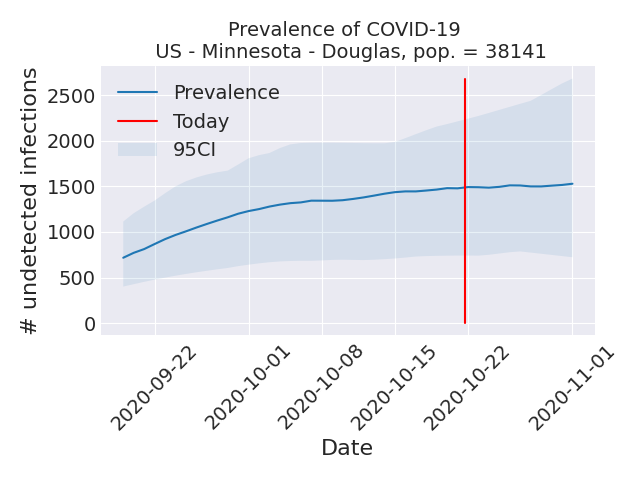 Prevalence of COVID-19
US - Minnesota - Douglas, pop. = 38141
# undetected infections
2500
2000
1500
1000
500
0
Prevalence
Today
95CI
2020-09-22
2020-10-01
2020-10-08
2020-10-15
2020-10-22
2020-11-01
Date